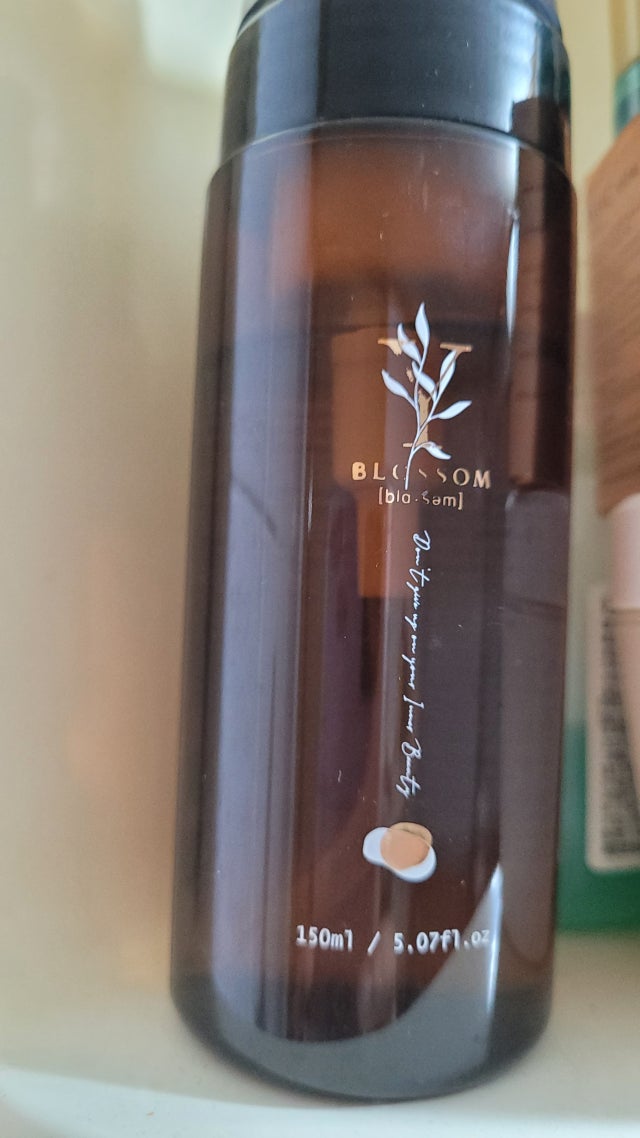 Y
BLOSSOM
[bla·səm]
Don't give up on your Inner Beauty
150ml / 5.07fl.oz